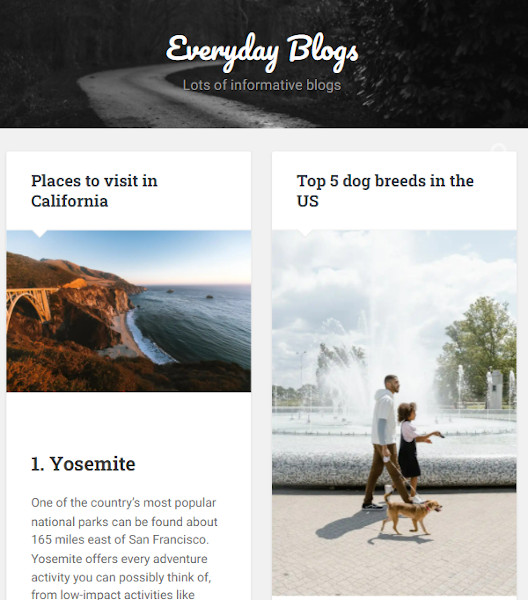 Everyday Blogs
Lots of informative blogs
Places to visit in
California
1. Yosemite
One of the country's most popular
national parks can be found about
165 miles east of San Francisco.
Yosemite offers every adventure
activity you can possibly think of,
from low-impact activities like
Top 5 dog breeds in the
US